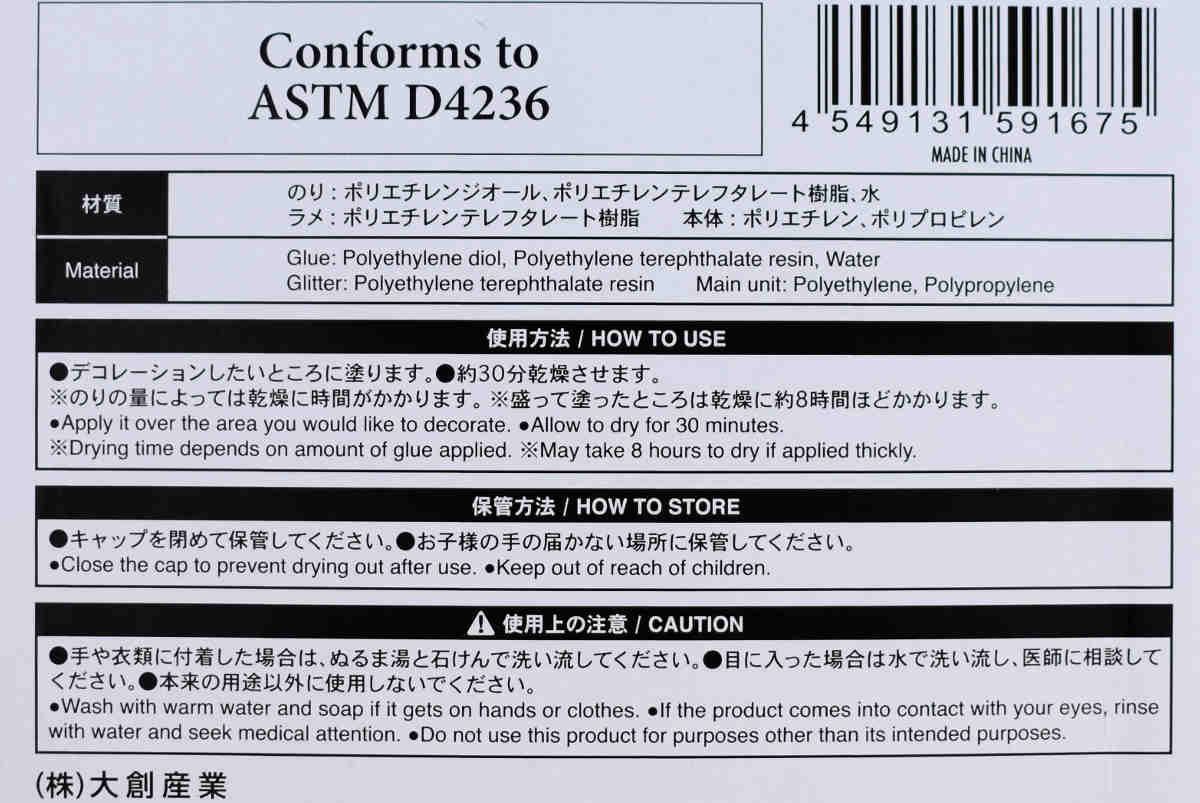 Conforms to
ASTM D4236
4 549131 591675
MADE IN CHINA
材質
のり：ポリエチレンジオール、ポリエチレンテレフタレート樹脂、水
ラメ：ポリエチレンテレフタレート樹脂　本体：ポリエチレン、ポリプロピレン
Material
Glue: Polyethylene diol, Polyethylene terephthalate resin, Water
Glitter: Polyethylene terephthalate resin　Main unit: Polyethylene, Polypropylene
使用方法 / HOW TO USE
●デコレーションしたいところに塗ります。●約30分乾燥させます。
※のりの量によっては乾燥に時間がかかります。※盛って塗ったところは乾燥に約8時間ほどかかります。
●Apply it over the area you would like to decorate. ●Allow to dry for 30 minutes.
※Drying time depends on amount of glue applied. ※May take 8 hours to dry if applied thickly.
保管方法 / HOW TO STORE
●キャップを閉めて保管してください。●お子様の手の届かない場所に保管してください。
●Close the cap to prevent drying out after use. ●Keep out of reach of children.
⚠ 使用上の注意 / CAUTION
●手や衣類に付着した場合は、ぬるま湯と石けんで洗い流してください。●目に入った場合は水で洗い流し、医師に相談して
ください。●本来の用途以外に使用しないでください。
●Wash with warm water and soap if it gets on hands or clothes. ●If the product comes into contact with your eyes, rinse
with water and seek medical attention. ●Do not use this product for purposes other than its intended purposes.
(株)大創産業